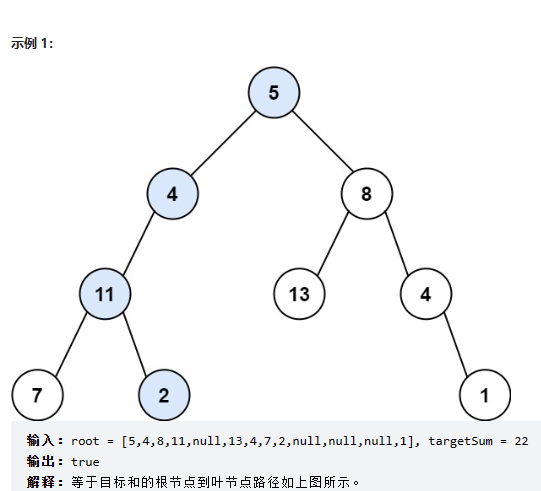 示例 1：
5
4 8
11 13 4
7 2 1
输入：root = [5,4,8,11,null,13,4,7,2,null,null,null,1], targetSum = 22
输出：true
解释：等于目标和的根节点到叶节点路径如上图所示。